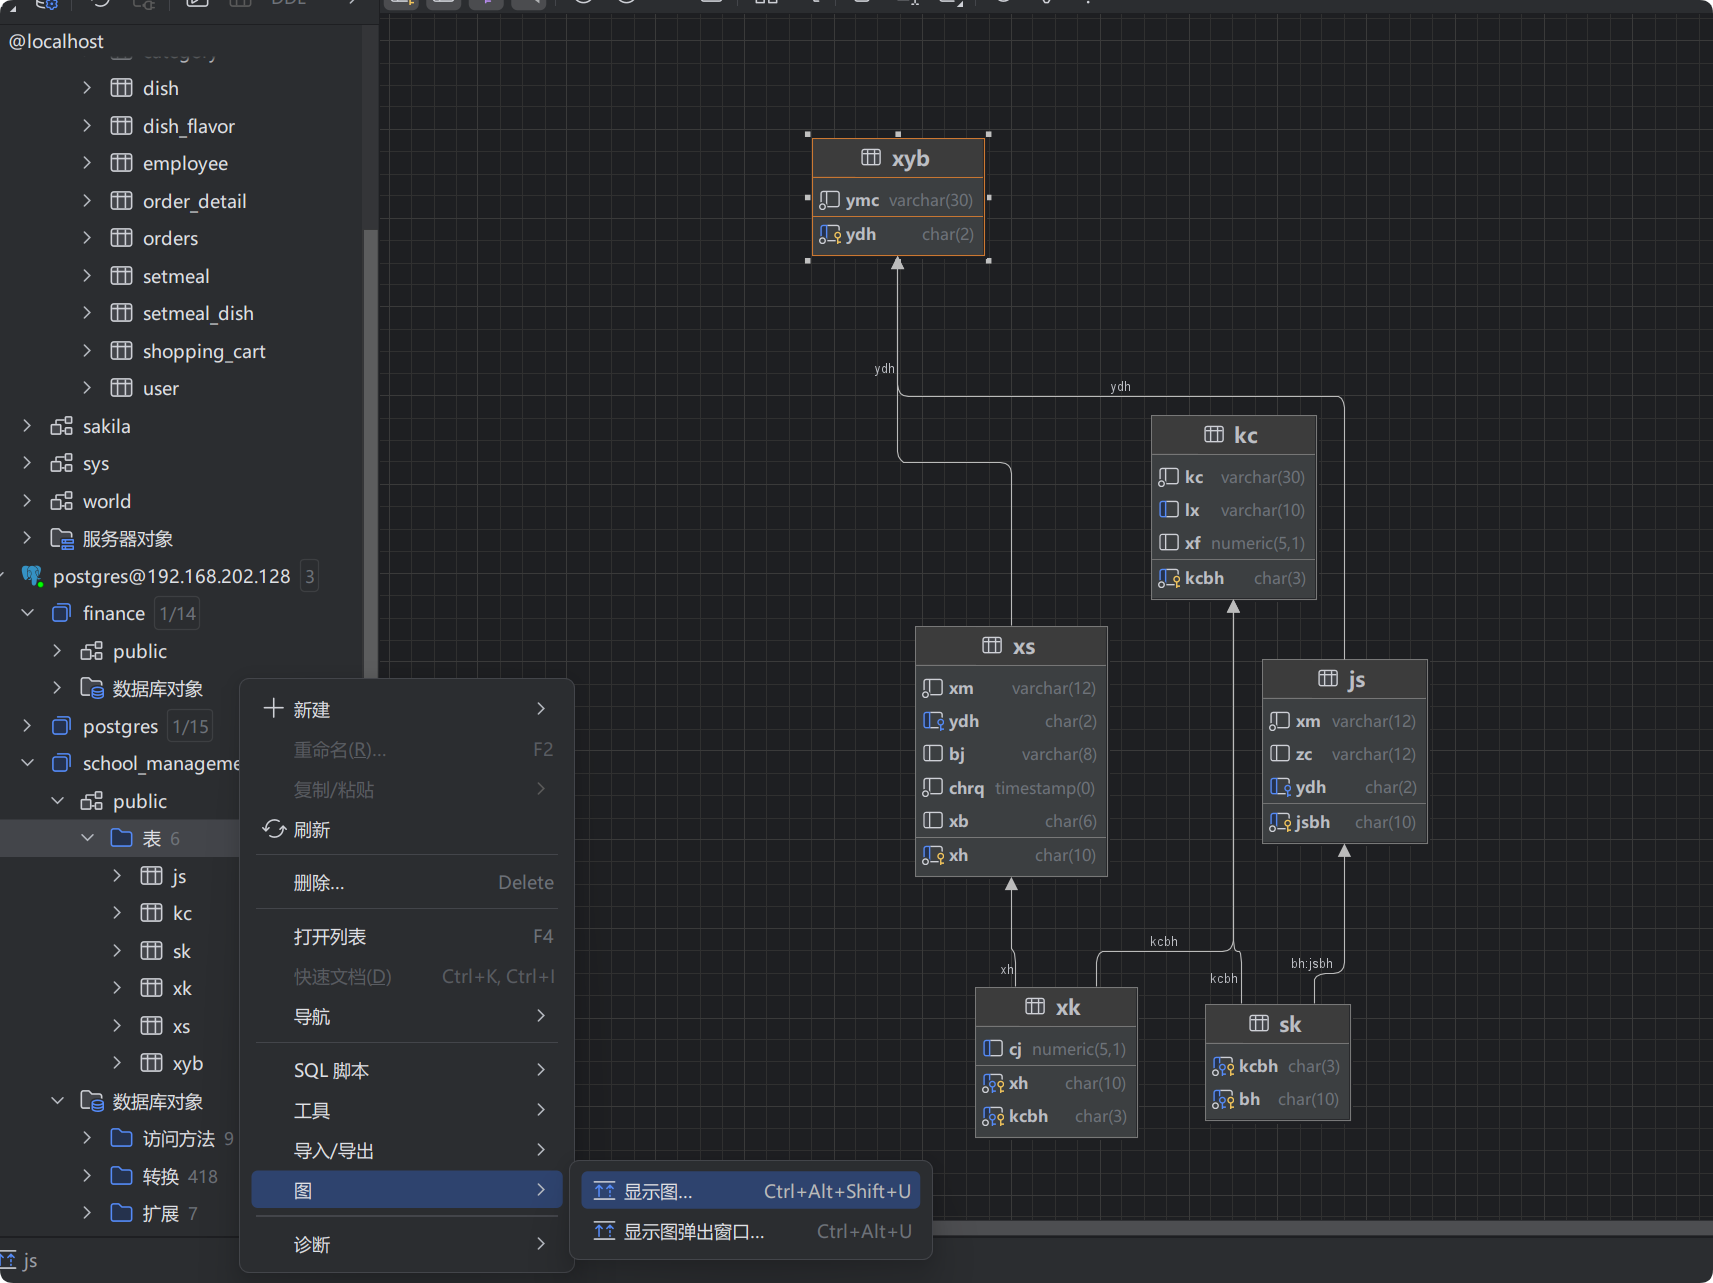 DDL
@localhost
category
dish
dish_flavor
employee
order_detail
orders
setmeal
setmeal_dish
shopping_cart
user
sakila
sys
world
服务器对象
postgres@192.168.202.128 3
finance 1/14
public
数据库对象
postgres 1/15
school_manageme
public
表 6
js
kc
sk
xk
xs
xyb
数据库对象
访问方法 9
转换 418
扩展 7
js
新建
重命名(R)... F2
复制/粘贴
刷新
删除... Delete
打开列表 F4
快速文档(D) Ctrl+K, Ctrl+I
导航
SQL 脚本
工具
导入/导出
图
诊断
显示图... Ctrl+Alt+Shift+U
显示图弹出窗口... Ctrl+Alt+U
xyb
ymc varchar(30)
ydh char(2)
ydh
ydh
kc
kc varchar(30)
lx varchar(10)
xf numeric(5,1)
kcbh char(3)
xs
xm varchar(12)
ydh char(2)
bj varchar(8)
chrq timestamp(0)
xb char(6)
xh char(10)
js
xm varchar(12)
zc varchar(12)
ydh char(2)
jsbh char(10)
xh
kcbh
kcbh
bh:jsbh
xk
cj numeric(5,1)
xh char(10)
kcbh char(3)
sk
kcbh char(3)
bh char(10)